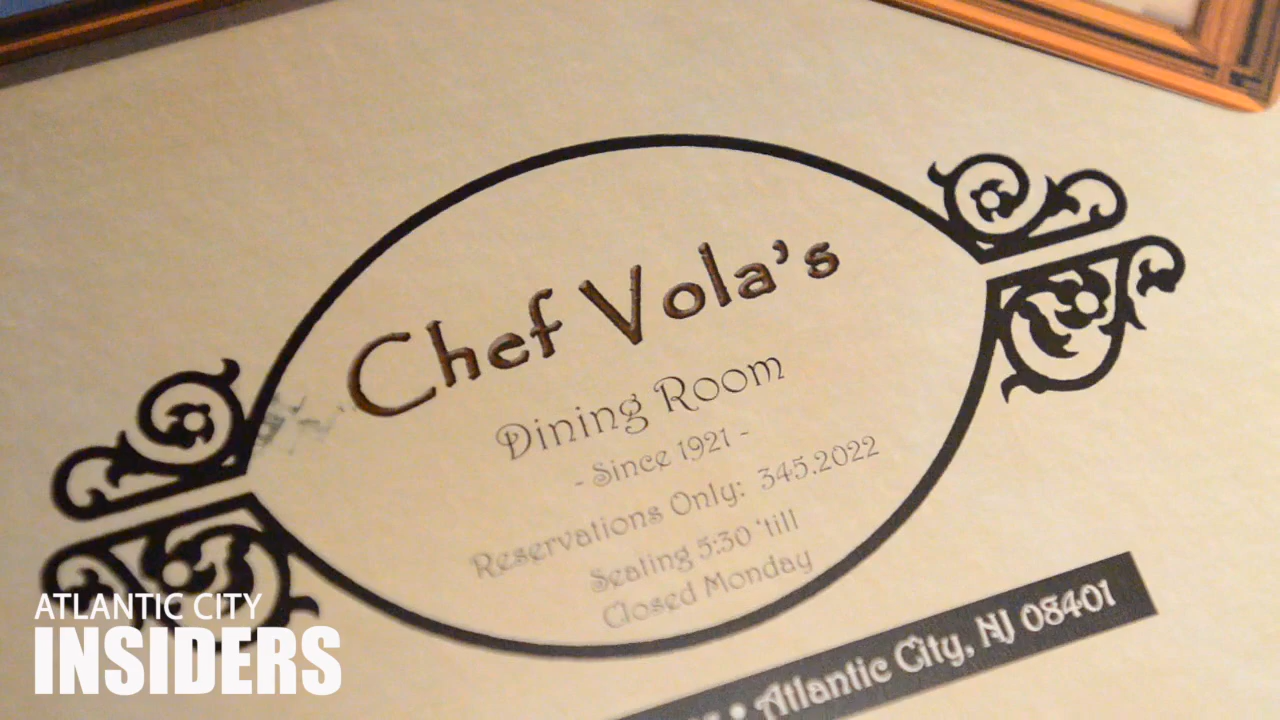 Chef Vola's
Dining Room
- Since 1921 -
Reservations Only: 345.2022
Seating 5:30 'till
Closed Monday
• Atlantic City, NJ 08401
ATLANTIC CITY
INSIDERS